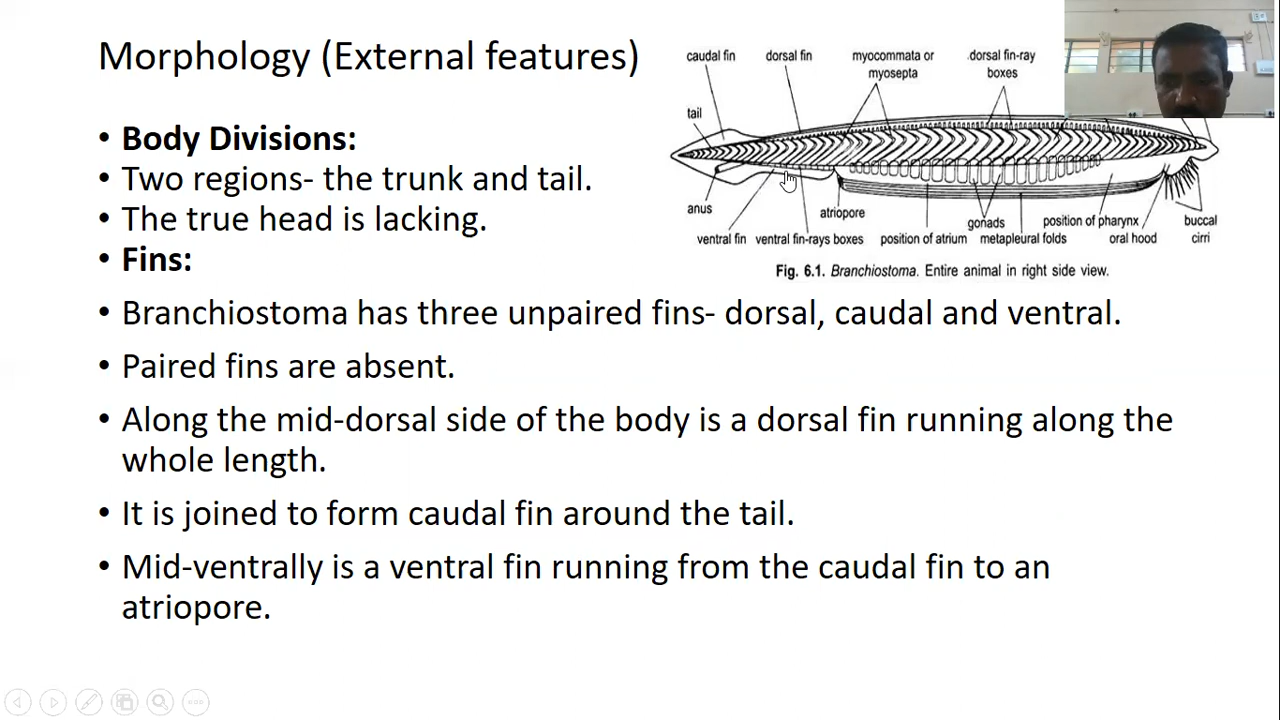 Morphology (External features)
• Body Divisions:
• Two regions- the trunk and tail.
• The true head is lacking.
• Fins:
• Branchiostoma has three unpaired fins- dorsal, caudal and ventral.
• Paired fins are absent.
• Along the mid-dorsal side of the body is a dorsal fin running along the
whole length.
• It is joined to form caudal fin around the tail.
• Mid-ventrally is a ventral fin running from the caudal fin to an
atriopore.
caudal fin
dorsal fin
myocommata or
myosepta
dorsal fin-ray
boxes
tail
anus
atriopore
gonads
position of pharynx
buccal
cirri
ventral fin
ventral fin-rays boxes
position of atrium
metapleural folds
oral hood
Fig. 6.1. Branchiostoma. Entire animal in right side view.